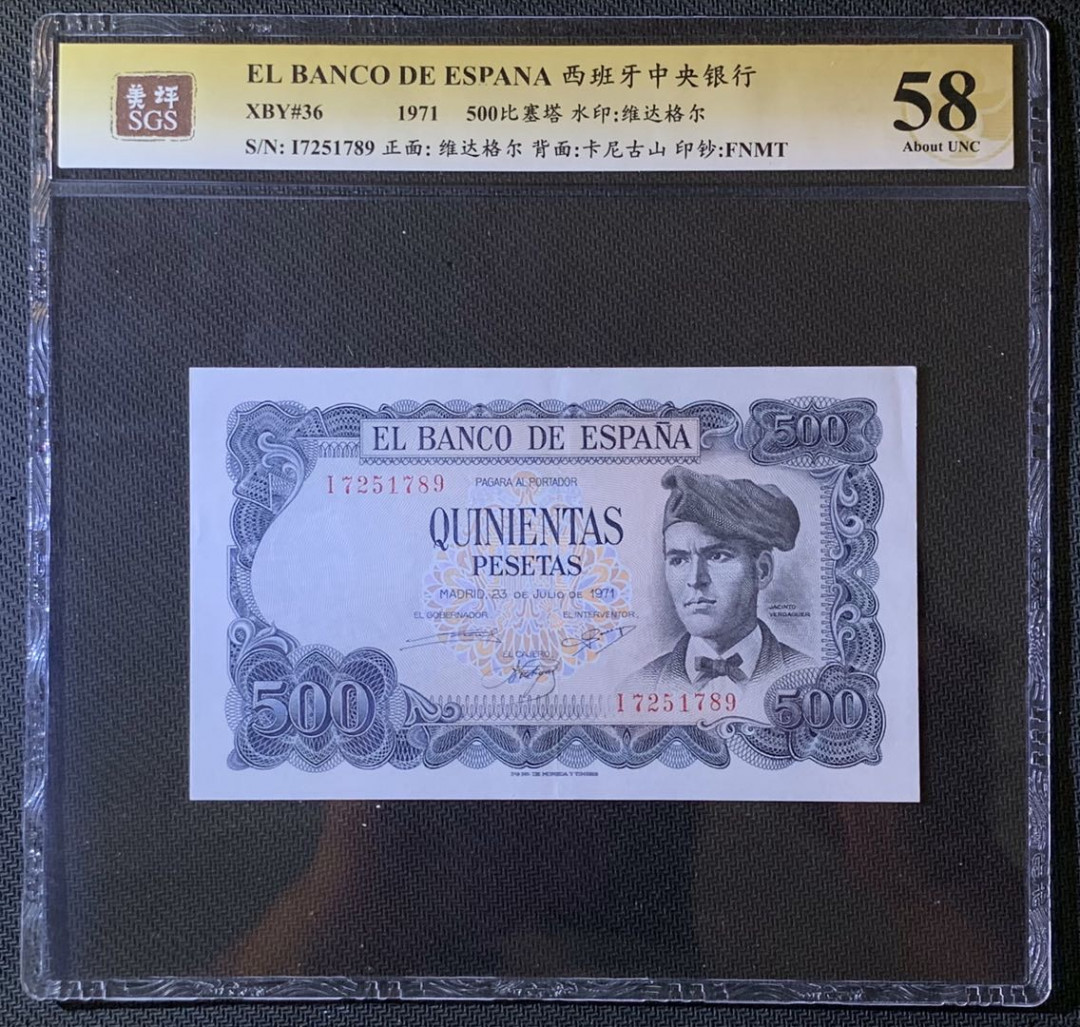 美评
SGS
EL BANCO DE ESPANA 西班牙中央银行
XBY#36 1971 500比塞塔 水印:维达格尔
S/N: I7251789 正面: 维达格尔 背面:卡尼古山 印钞:FNMT
58
About UNC
EL BANCO DE ESPAÑA
500
I7251789
PAGARA AL PORTADOR
QUINIENTAS
PESETAS
MADRID, 23 DE JULIO DE 1971
EL GOBERNADOR, EL INTERVENTOR,
EL CAJERO
JACINTO
VERDAGUER
500
I7251789
500